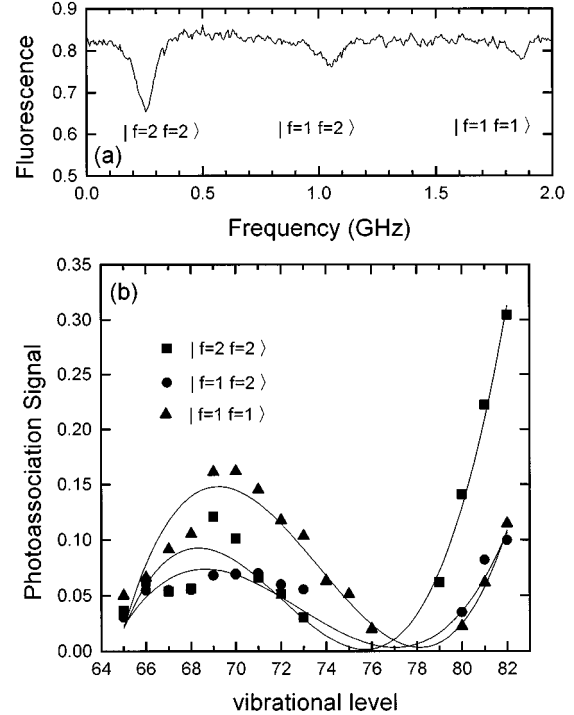 0.9
0.8
0.7
0.6
0.5
Fluorescence
(a)
| f=2 f=2 ⟩
| f=1 f=2 ⟩
| f=1 f=1 ⟩
0.0 0.5 1.0 1.5 2.0
Frequency (GHz)
0.35
0.30
0.25
0.20
0.15
0.10
0.05
0.00
Photoassociation Signal
(b)
| f=2 f=2 ⟩
| f=1 f=2 ⟩
| f=1 f=1 ⟩
64 66 68 70 72 74 76 78 80 82
vibrational level